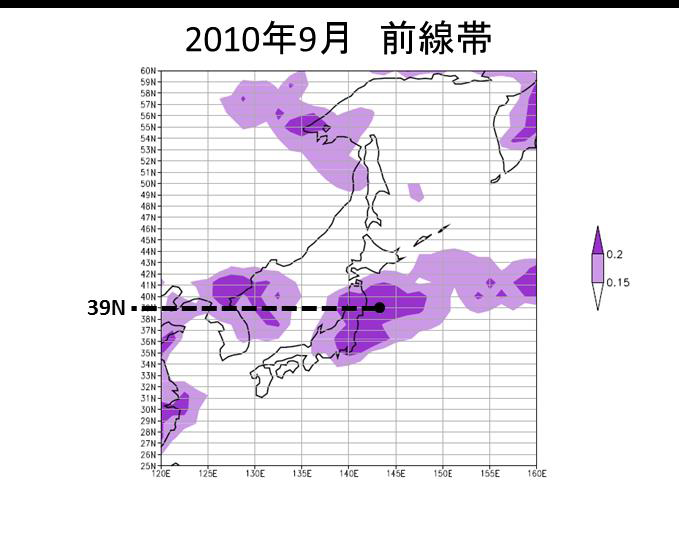 2010年9月　前線帯
60N
59N
58N
57N
56N
55N
54N
53N
52N
51N
50N
49N
48N
47N
46N
45N
44N
43N
42N
41N
40N
39N
38N
37N
36N
35N
34N
33N
32N
31N
30N
29N
28N
27N
26N
25N
120E 125E 130E 135E 140E 145E 150E 155E 160E
0.2
0.15